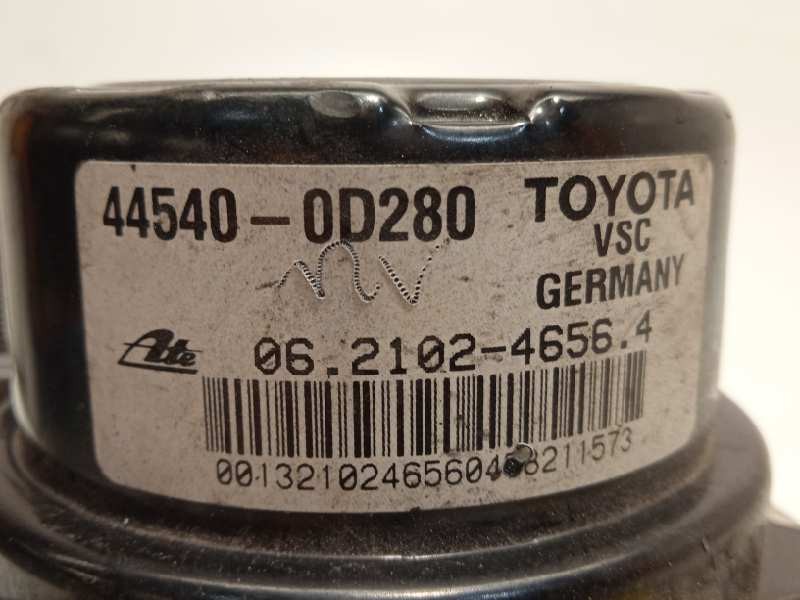 44540-0D280
TOYOTA
VSC
GERMANY
Ate
06.2102-4656.4